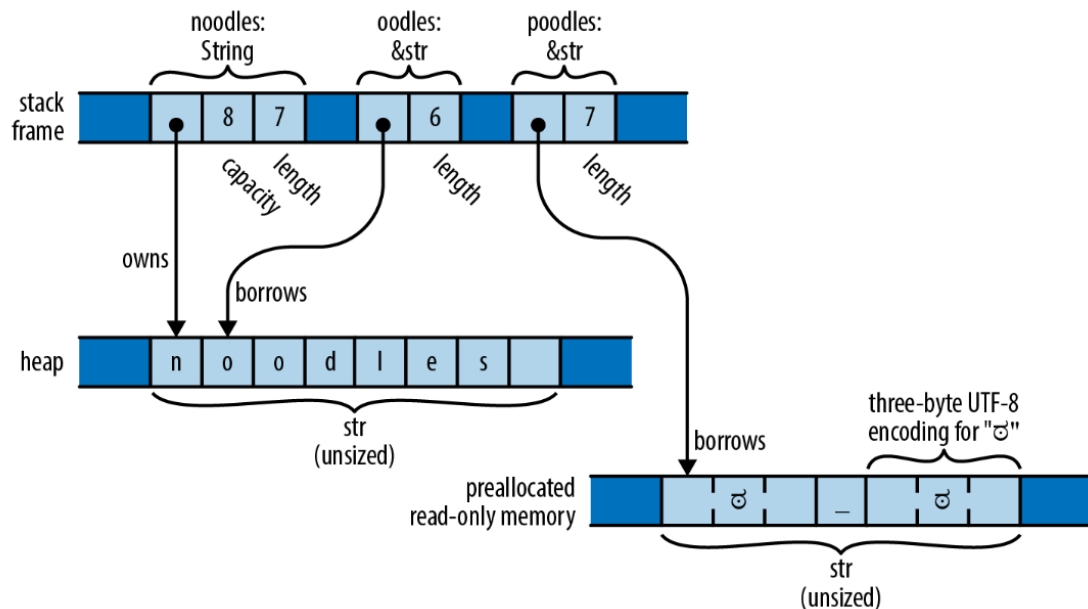 noodles:
String
oodles:
&str
poodles:
&str
stack
frame
8
7
6
7
capacity
length
length
length
owns
borrows
heap
n o o d l e s
str
(unsized)
borrows
three-byte UTF-8
encoding for "ಠ"
preallocated
read-only memory
ಠ _ ಠ
str
(unsized)